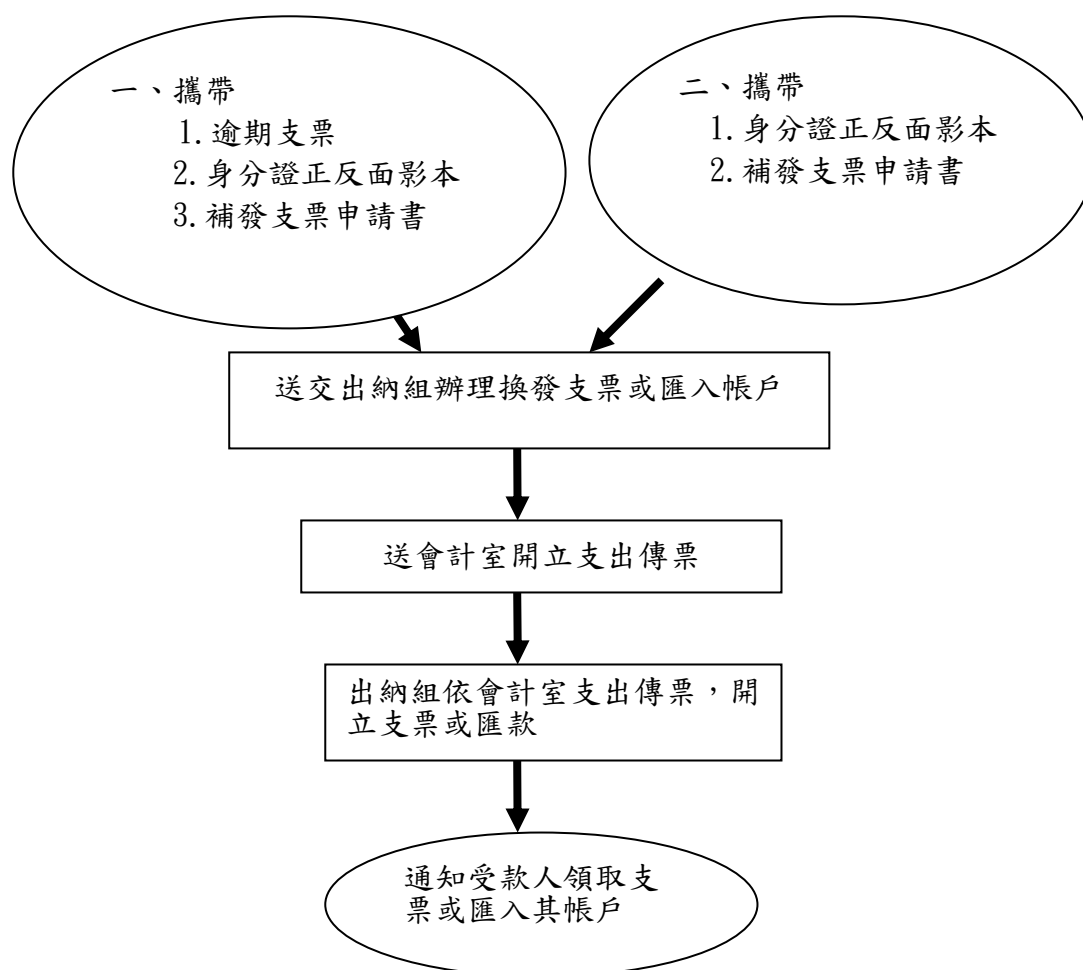 一、攜帶
1.逾期支票
2.身分證正反面影本
3.補發支票申請書
二、攜帶
1.身分證正反面影本
2.補發支票申請書
送交出納組辦理換發支票或匯入帳戶
送會計室開立支出傳票
出納組依會計室支出傳票，開
立支票或匯款
通知受款人領取支
票或匯入其帳戶